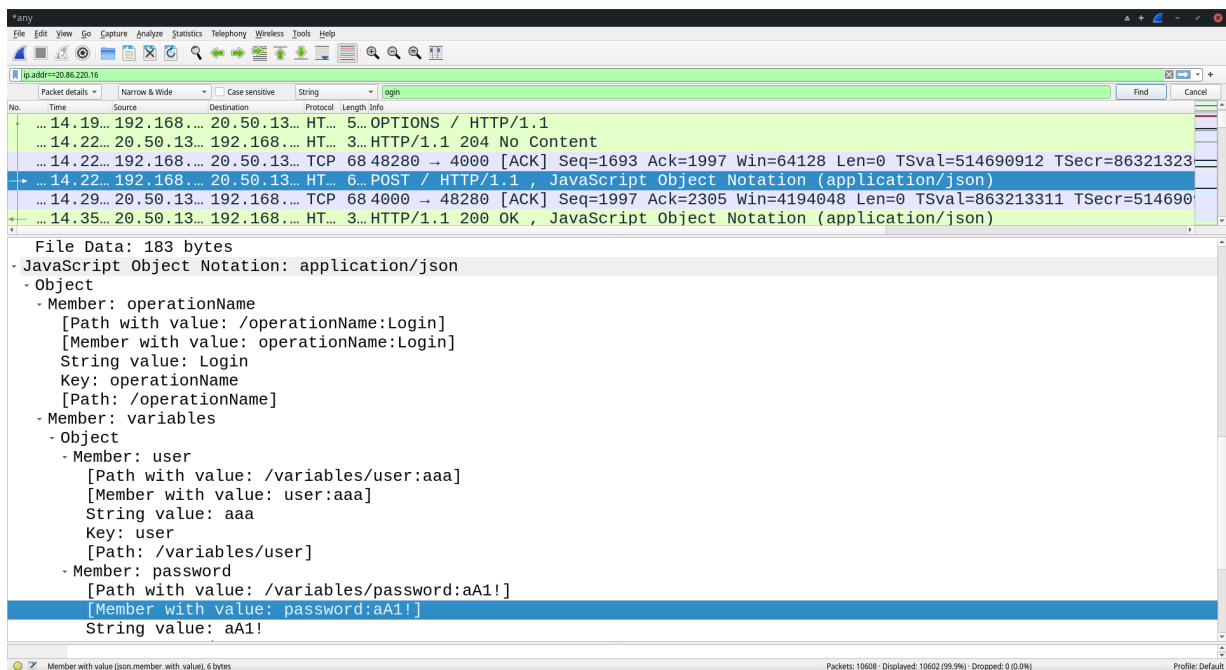 *any
File Edit View Go Capture Analyze Statistics Telephony Wireless Tools Help
ip.addr==20.86.220.16
Packet details Narrow & Wide Case sensitive String ogin Find Cancel
No. Time Source Destination Protocol Length Info
… 14.19… 192.168.… 20.50.13… HT… 5… OPTIONS / HTTP/1.1
… 14.22… 20.50.13… 192.168.… HT… 3… HTTP/1.1 204 No Content
… 14.22… 192.168.… 20.50.13… TCP 68 48280 → 4000 [ACK] Seq=1693 Ack=1997 Win=64128 Len=0 TSval=514690912 TSecr=86321323
… 14.22… 192.168.… 20.50.13… HT… 6… POST / HTTP/1.1 , JavaScript Object Notation (application/json)
… 14.29… 20.50.13… 192.168.… TCP 68 4000 → 48280 [ACK] Seq=1997 Ack=2305 Win=4194048 Len=0 TSval=863213311 TSecr=514690
… 14.35… 20.50.13… 192.168.… HT… 3… HTTP/1.1 200 OK , JavaScript Object Notation (application/json)
File Data: 183 bytes
JavaScript Object Notation: application/json
Object
Member: operationName
[Path with value: /operationName:Login]
[Member with value: operationName:Login]
String value: Login
Key: operationName
[Path: /operationName]
Member: variables
Object
Member: user
[Path with value: /variables/user:aaa]
[Member with value: user:aaa]
String value: aaa
Key: user
[Path: /variables/user]
Member: password
[Path with value: /variables/password:aA1!]
[Member with value: password:aA1!]
String value: aA1!
Member with value (json.member_with_value), 6 bytes Packets: 10608 · Displayed: 10602 (99.9%) · Dropped: 0 (0.0%) Profile: Default